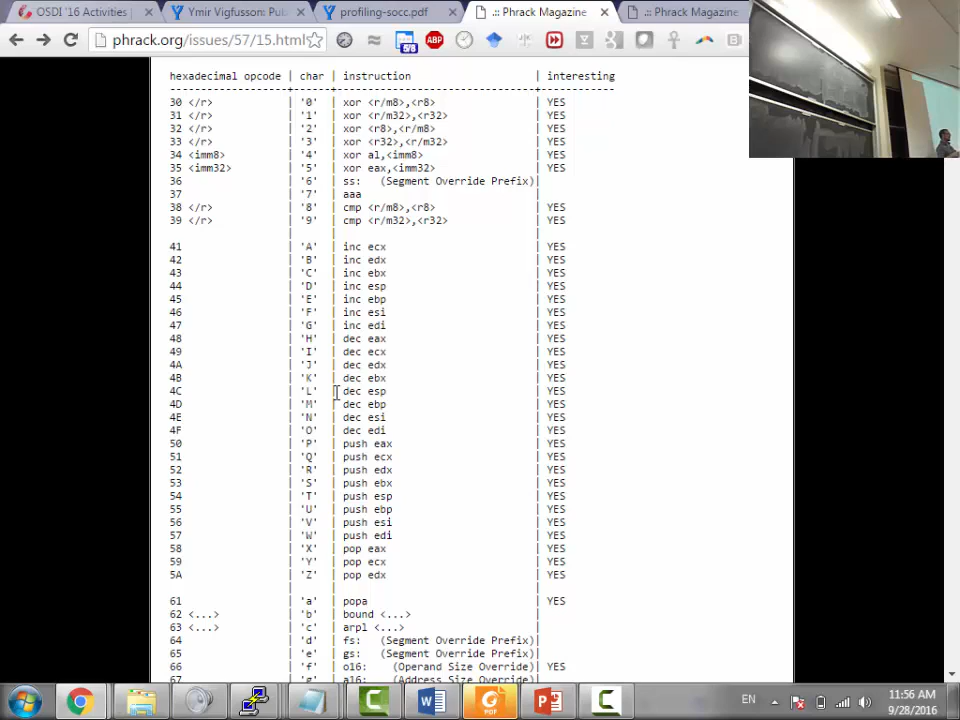 OSDI '16 Activities |
Ymir Vigfusson: Pub
profiling-socc.pdf
.:: Phrack Magazine
.:: Phrack Magazine
phrack.org/issues/57/15.html
5/8
ABP
B
hexadecimal opcode | char | instruction | interesting
30 </r> | '0' | xor <r/m8>,<r8> | YES
31 </r> | '1' | xor <r/m32>,<r32> | YES
32 </r> | '2' | xor <r8>,<r/m8> | YES
33 </r> | '3' | xor <r32>,<r/m32> | YES
34 <imm8> | '4' | xor al,<imm8> | YES
35 <imm32> | '5' | xor eax,<imm32> | YES
36 | '6' | ss: (Segment Override Prefix)|
37 | '7' | aaa |
38 </r> | '8' | cmp <r/m8>,<r8> | YES
39 </r> | '9' | cmp <r/m32>,<r32> | YES
41 | 'A' | inc ecx | YES
42 | 'B' | inc edx | YES
43 | 'C' | inc ebx | YES
44 | 'D' | inc esp | YES
45 | 'E' | inc ebp | YES
46 | 'F' | inc esi | YES
47 | 'G' | inc edi | YES
48 | 'H' | dec eax | YES
49 | 'I' | dec ecx | YES
4A | 'J' | dec edx | YES
4B | 'K' | dec ebx | YES
4C | 'L' | dec esp | YES
4D | 'M' | dec ebp | YES
4E | 'N' | dec esi | YES
4F | 'O' | dec edi | YES
50 | 'P' | push eax | YES
51 | 'Q' | push ecx | YES
52 | 'R' | push edx | YES
53 | 'S' | push ebx | YES
54 | 'T' | push esp | YES
55 | 'U' | push ebp | YES
56 | 'V' | push esi | YES
57 | 'W' | push edi | YES
58 | 'X' | pop eax | YES
59 | 'Y' | pop ecx | YES
5A | 'Z' | pop edx | YES
61 | 'a' | popa | YES
62 <...> | 'b' | bound <...> |
63 <...> | 'c' | arpl <...> |
64 | 'd' | fs: (Segment Override Prefix)|
65 | 'e' | gs: (Segment Override Prefix)|
66 | 'f' | o16: (Operand Size Override)| YES
67 | 'g' | a16: (Address Size Override)
PDF
EN
11:56 AM
9/28/2016